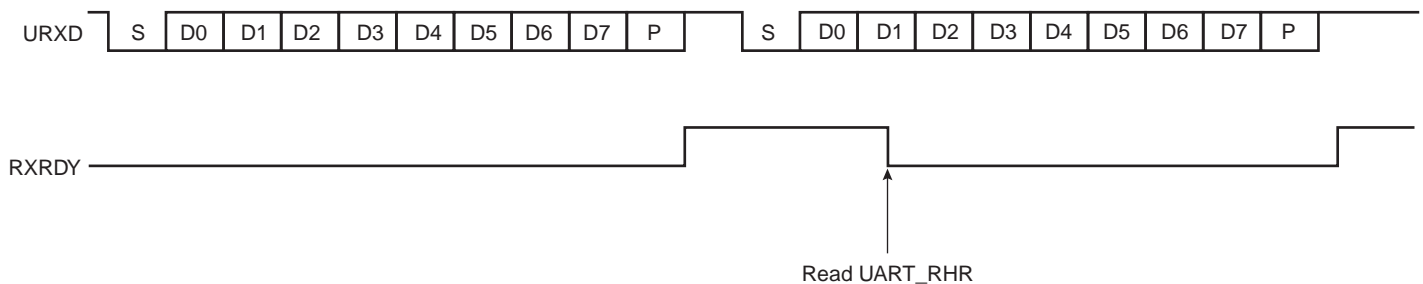 URXD S D0 D1 D2 D3 D4 D5 D6 D7 P S D0 D1 D2 D3 D4 D5 D6 D7 P
RXRDY
Read UART_RHR